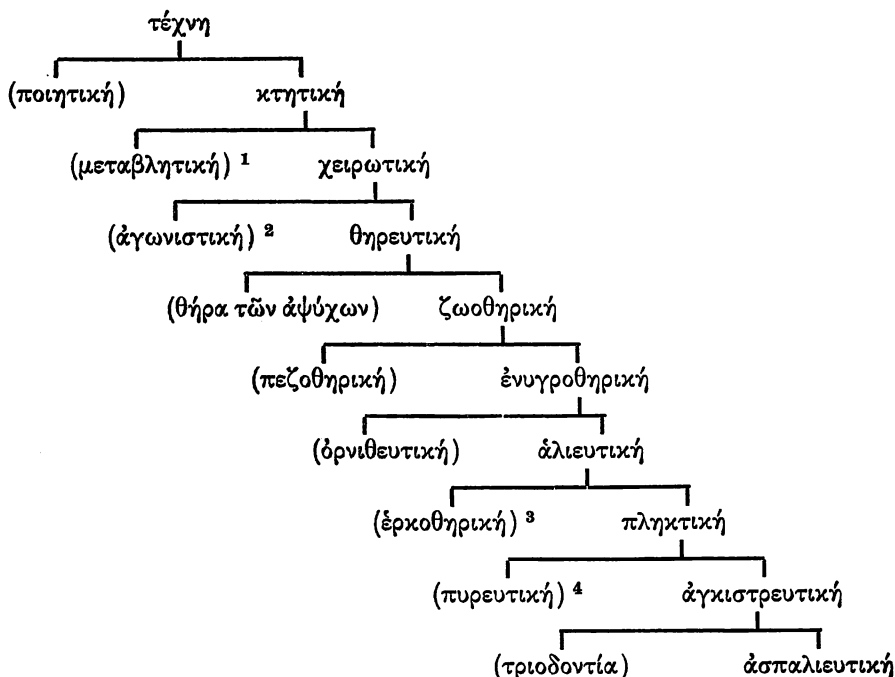 τέχνη
(ποιητική) κτητική
(μεταβλητική) ¹ χειρωτική
(ἀγωνιστική) ² θηρευτική
(θήρα τῶν ἀψύχων) ζωοθηρική
(πεζοθηρική) ἐνυγροθηρική
(ὀρνιθευτική) ἁλιευτική
(ἑρκοθηρική) ³ πληκτική
(πυρευτική) ⁴ ἀγκιστρευτική
(τριοδοντία) ἀσπαλιευτική